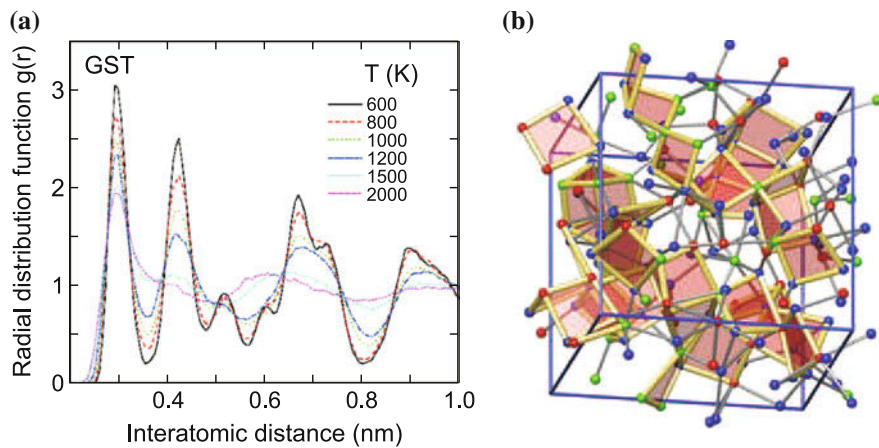 (a)
GST
T (K)
600
800
1000
1200
1500
2000
Radial distribution function g(r)
3
2
1
0
0.4
0.6
0.8
1.0
Interatomic distance (nm)
(b)